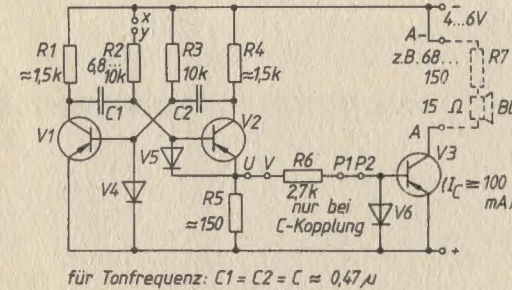 R1
≈1,5k
x
y
R2
6,8...
10k
R3
10k
R4
≈1,5k
−
4...6V
A−
z.B.68...
150
R7
15 Ω
BL
A
C1
C2
V1
V2
V3
V5
V4
U V
R6
2,7k
nur bei
C-Kopplung
P1 P2
R5
≈150
V6
(I_C ≥ 100
mA)
+
für Tonfrequenz: C1 = C2 = C ≈ 0,47µ